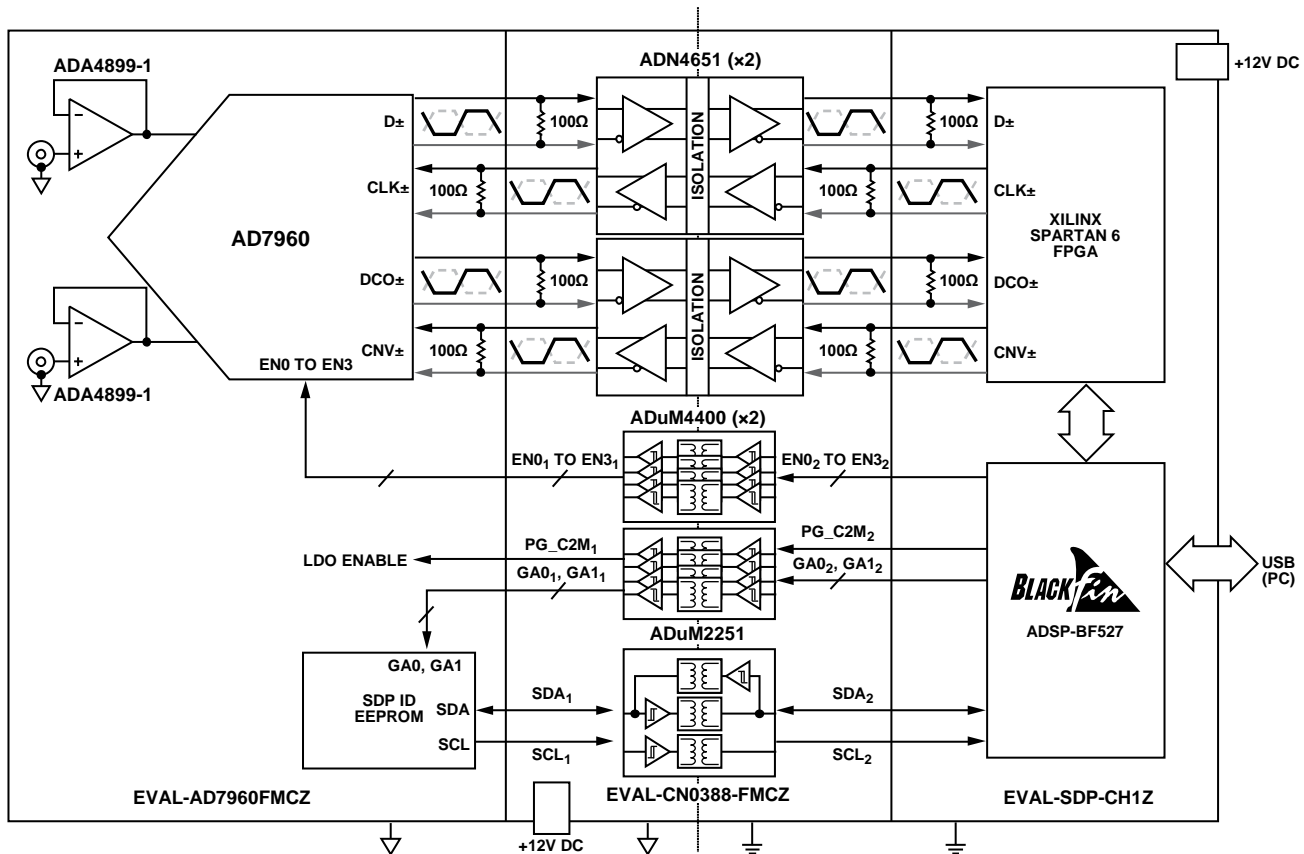 ADA4899-1
ADN4651 (×2)
+12V DC
D±
100Ω
ISOLATION
100Ω
D±
CLK±
100Ω
100Ω
CLK±
AD7960
XILINX
SPARTAN 6
FPGA
DCO±
100Ω
ISOLATION
100Ω
DCO±
CNV±
100Ω
100Ω
CNV±
EN0 TO EN3
ADA4899-1
ADuM4400 (×2)
EN0₁ TO EN3₁
EN0₂ TO EN3₂
PG_C2M₁
PG_C2M₂
LDO ENABLE
GA0₁, GA1₁
GA0₂, GA1₂
USB
(PC)
BLACKfin
ADSP-BF527
ADuM2251
GA0, GA1
SDP ID
EEPROM
SDA
SDA₁
SDA₂
SCL
SCL₁
SCL₂
EVAL-AD7960FMCZ
EVAL-CN0388-FMCZ
EVAL-SDP-CH1Z
+12V DC